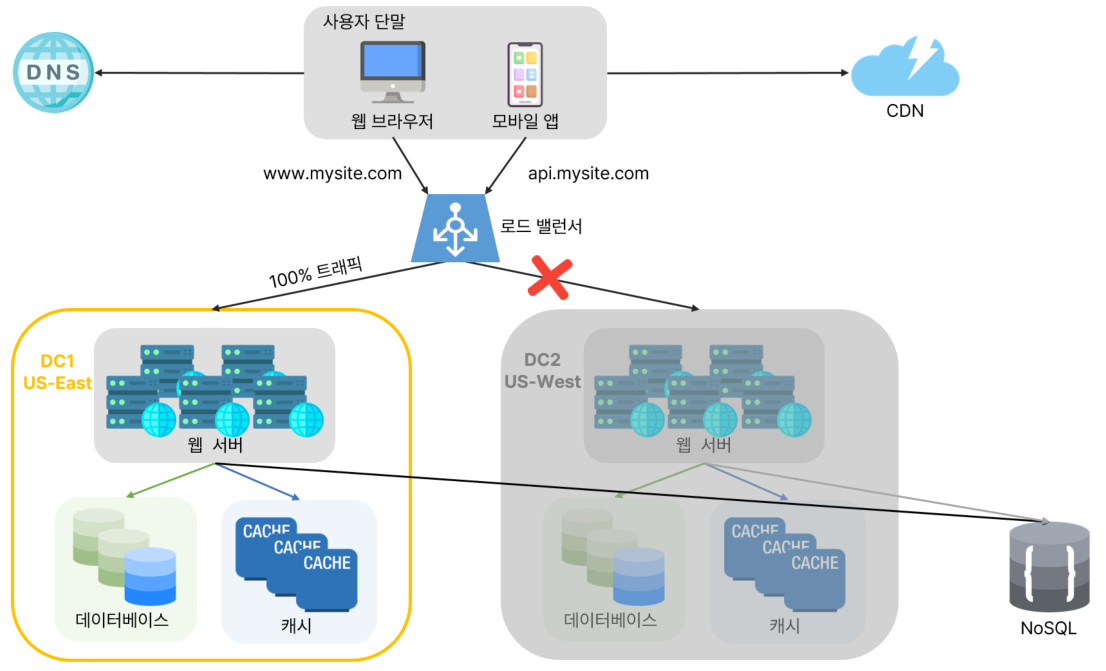 사용자 단말
DNS
웹 브라우저
모바일 앱
CDN
www.mysite.com
api.mysite.com
로드 밸런서
100% 트래픽
DC1
US-East
웹 서버
데이터베이스
CACHE
CACHE
CACHE
캐시
DC2
US-West
웹 서버
데이터베이스
CACHE
CACHE
CACHE
캐시
{ }
NoSQL